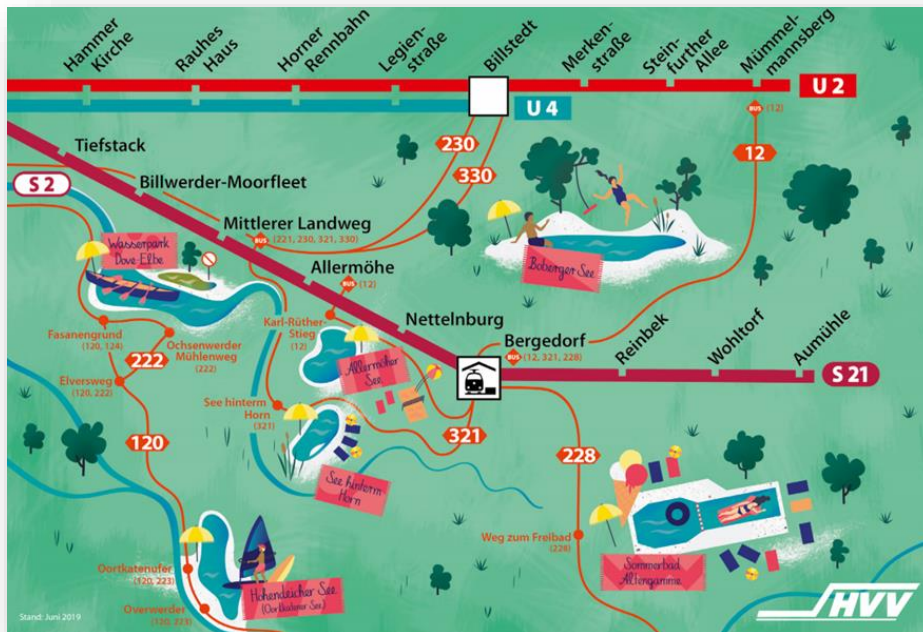 Hammer
Kirche
Rauhes
Haus
Horner
Rennbahn
Legien-
straße
Billstedt
Merken-
straße
Stein-
further
Allee
Mümmel-
mannsberg
U 2
U 4
BUS (12)
230
330
12
Tiefstack
S 2
Billwerder-Moorfleet
Mittlerer Landweg
BUS (221, 230, 321, 330)
Wasserpark
Dove Elbe
Boberger See
Allermöhe
BUS (12)
Karl-Rüther-
Stieg
(12)
Nettelnburg
Bergedorf
BUS (12, 321, 228)
Reinbek
Wohltorf
Aumühle
S 21
Fasanengrund
(120, 124)
222
Ochsenwerder
Mühlenweg
(222)
Elversweg
(120, 222)
Allermöher
See
See hinterm
Horn
(321)
321
120
228
See hinterm
Horn
Weg zum Freibad
(228)
Sommerbad
Altengamme
Oortkatenufer
(120, 223)
Hohendeicher See
(Oortkatener See)
Overwerder
(120, 223)
Stand: Juni 2019
HVV